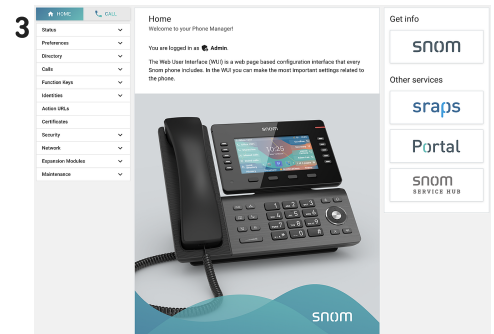 3
HOME
CALL
Status
Preferences
Directory
Calls
Function Keys
Identities
Action URLs
Certificates
Security
Network
Expansion Modules
Maintenance
Home
Welcome to your Phone Manager!
You are logged in as Admin.
The Web User Interface (WUI) is a web page based configuration interface that every
Snom phone includes. In the WUI you can make the most important settings related to
the phone.
snom
10:25
snom
Get info
snom
Other services
sraps
Portal
snom
SERVICE HUB